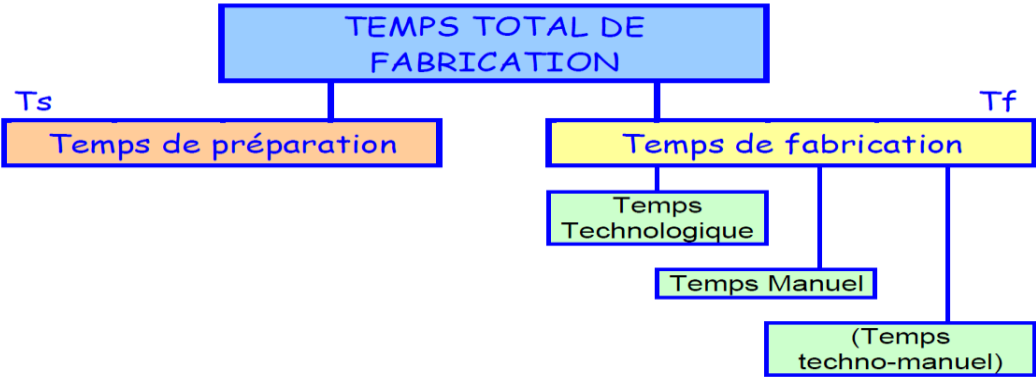 TEMPS TOTAL DE
FABRICATION
Ts
Tf
Temps de préparation
Temps de fabrication
Temps
Technologique
Temps Manuel
(Temps
techno-manuel)